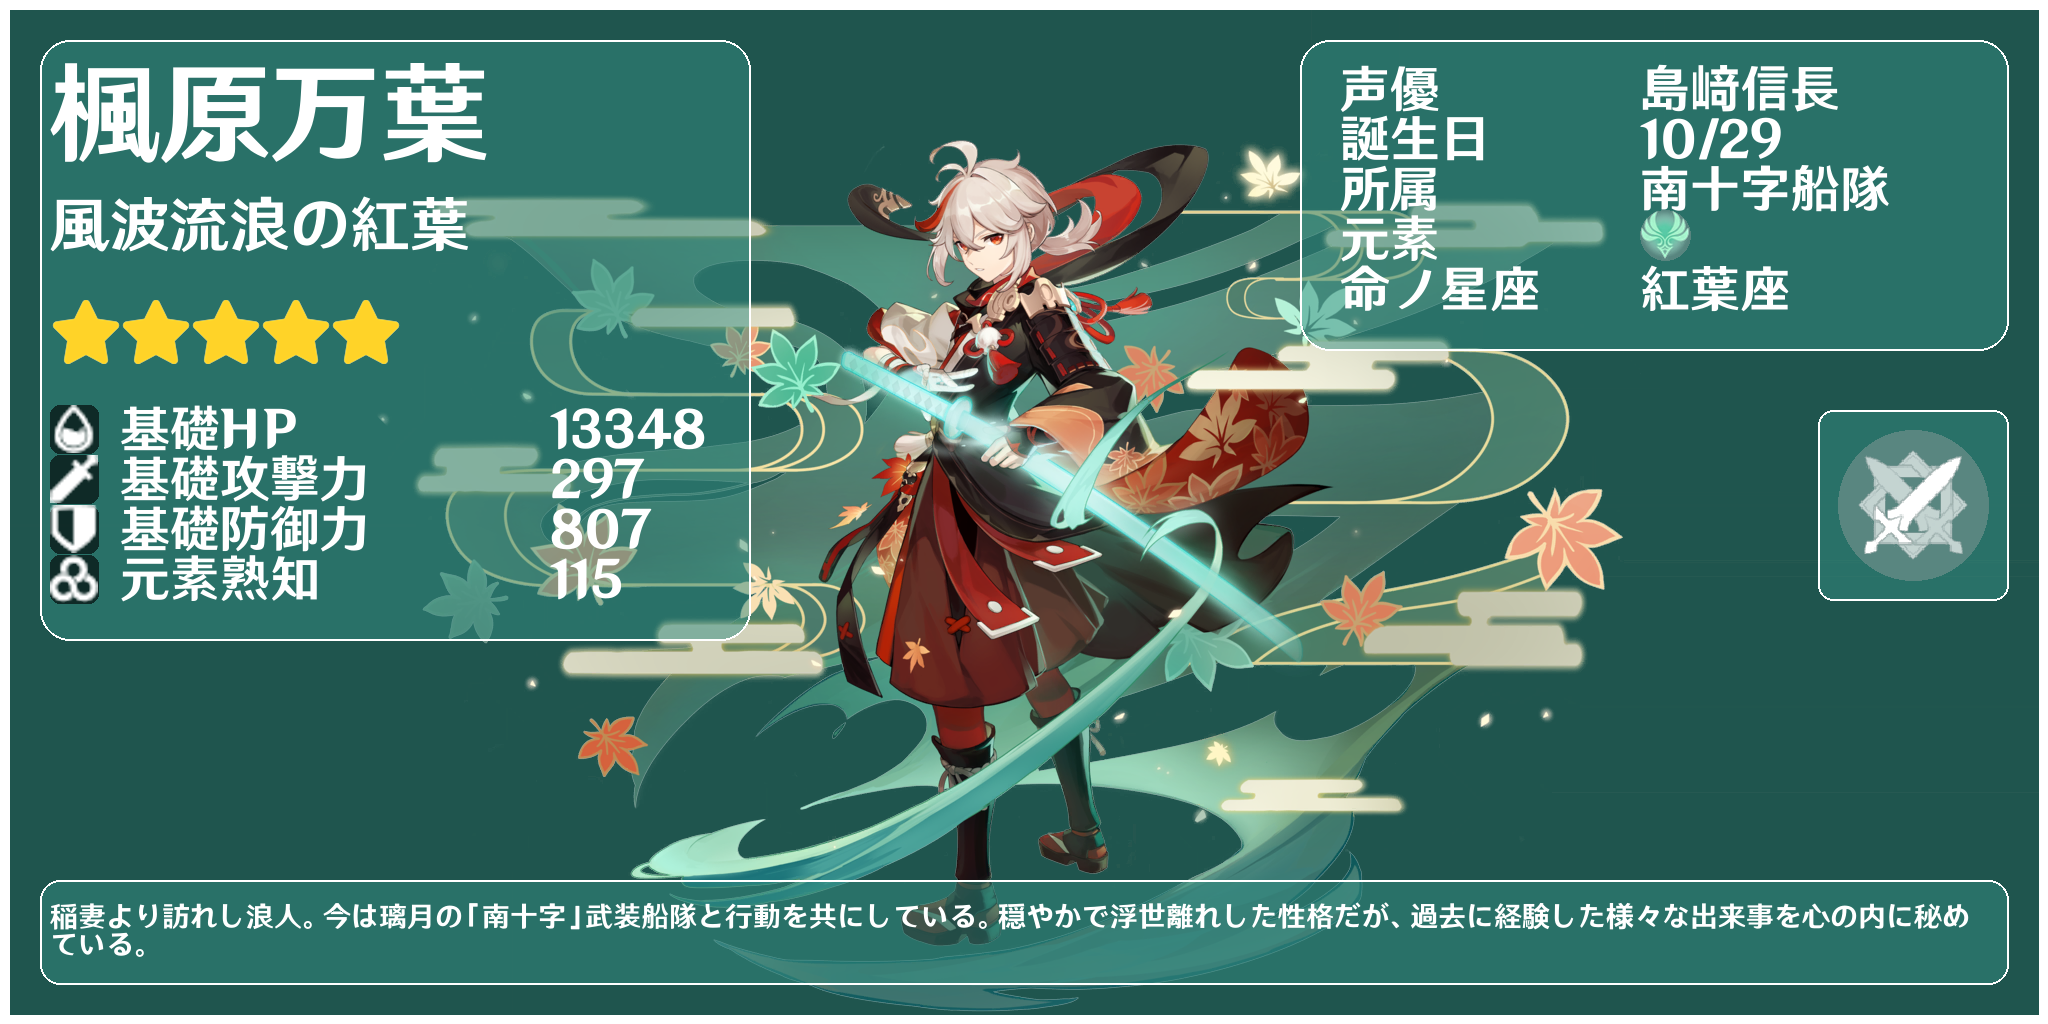 楓原万葉
風波流浪の紅葉
基礎HP 13348
基礎攻撃力 297
基礎防御力 807
元素熟知 115
声優 島﨑信長
誕生日 10/29
所属 南十字船隊
元素
命ノ星座 紅葉座
稲妻より訪れし浪人。今は璃月の「南十字」武装船隊と行動を共にしている。穏やかで浮世離れした性格だが、過去に経験した様々な出来事を心の内に秘め
ている。